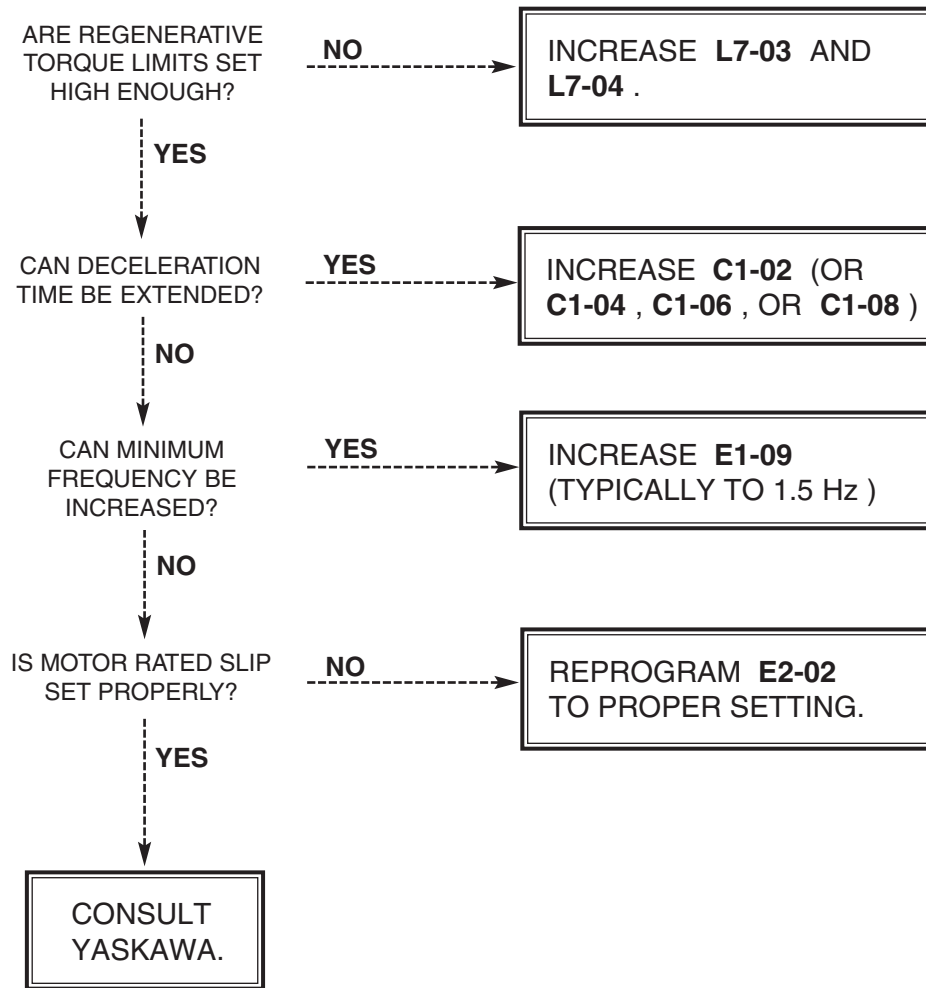 ARE REGENERATIVE
TORQUE LIMITS SET
HIGH ENOUGH?
NO
INCREASE L7-03 AND
L7-04 .
YES
CAN DECELERATION
TIME BE EXTENDED?
YES
INCREASE C1-02 (OR
C1-04 , C1-06 , OR C1-08 )
NO
CAN MINIMUM
FREQUENCY BE
INCREASED?
YES
INCREASE E1-09
(TYPICALLY TO 1.5 Hz )
NO
IS MOTOR RATED SLIP
SET PROPERLY?
NO
REPROGRAM E2-02
TO PROPER SETTING.
YES
CONSULT
YASKAWA.